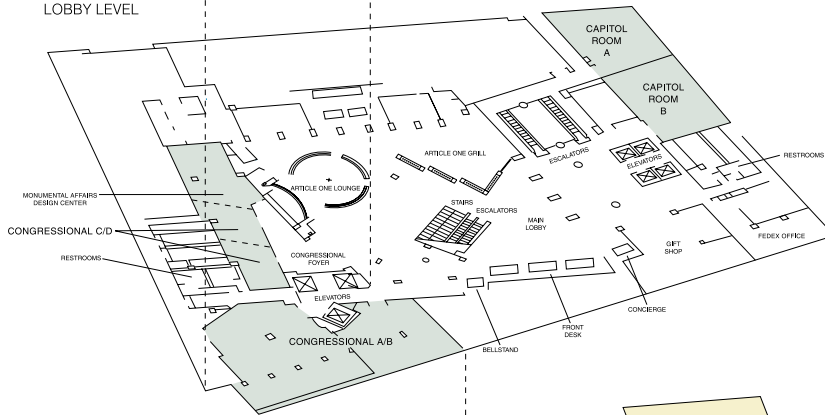 LOBBY LEVEL
CAPITOL
ROOM
A
CAPITOL
ROOM
B
ARTICLE ONE GRILL
ESCALATORS
ELEVATORS
RESTROOMS
ARTICLE ONE LOUNGE
MONUMENTAL AFFAIRS
DESIGN CENTER
STAIRS
ESCALATORS
MAIN
LOBBY
CONGRESSIONAL C/D
FEDEX OFFICE
GIFT
SHOP
RESTROOMS
CONGRESSIONAL
FOYER
ELEVATORS
CONCIERGE
FRONT
DESK
CONGRESSIONAL A/B
BELLSTAND